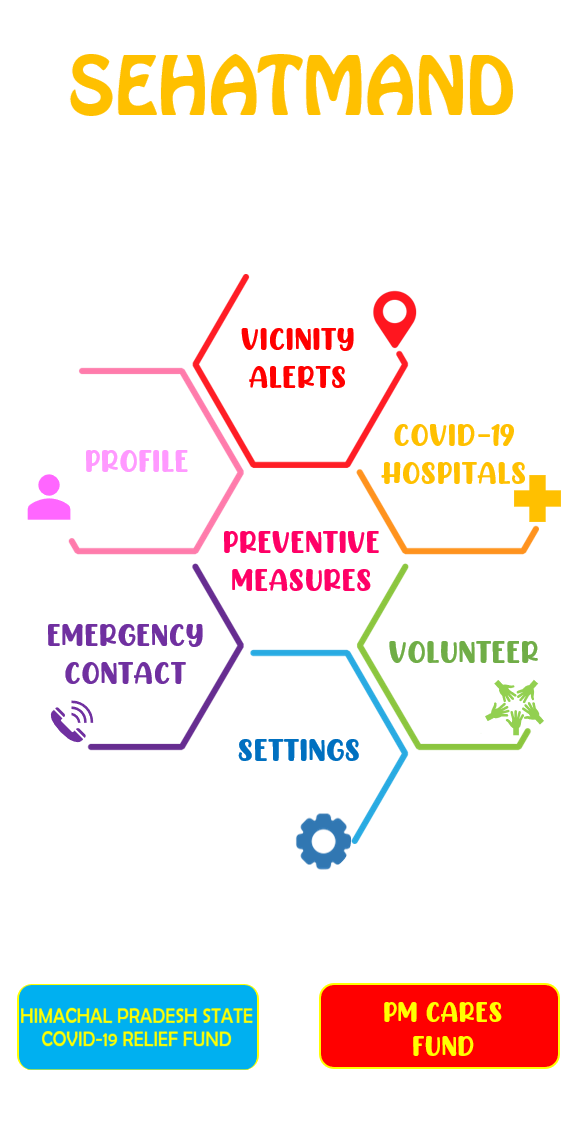 SEHATMAND
VICINITY
ALERTS
PROFILE
COVID-19
HOSPITALS
PREVENTIVE
MEASURES
EMERGENCY
CONTACT
VOLUNTEER
SETTINGS
HIMACHAL PRADESH STATE
COVID-19 RELIEF FUND
PM CARES
FUND